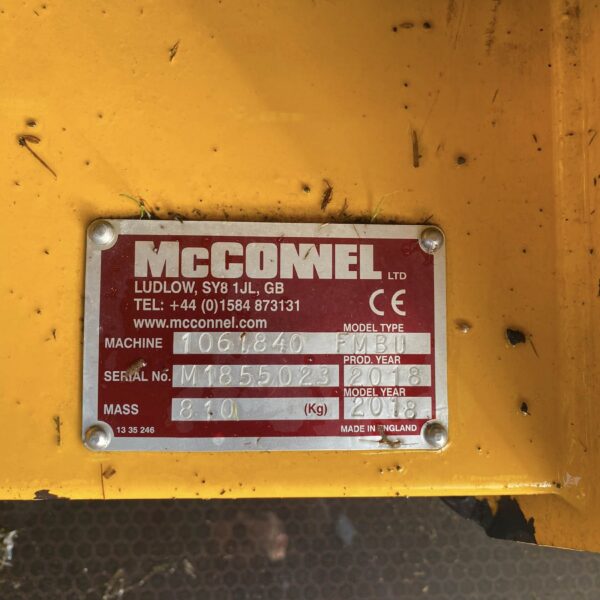 McCONNEL LTD
LUDLOW, SY8 1JL, GB
TEL: +44 (0)1584 873131
www.mcconnel.com
CE
MODEL TYPE
MACHINE 1061840 FMBU
PROD. YEAR
SERIAL No. M1855023 2018
MODEL YEAR
MASS 810 (Kg) 2018
13 35 246 MADE IN ENGLAND